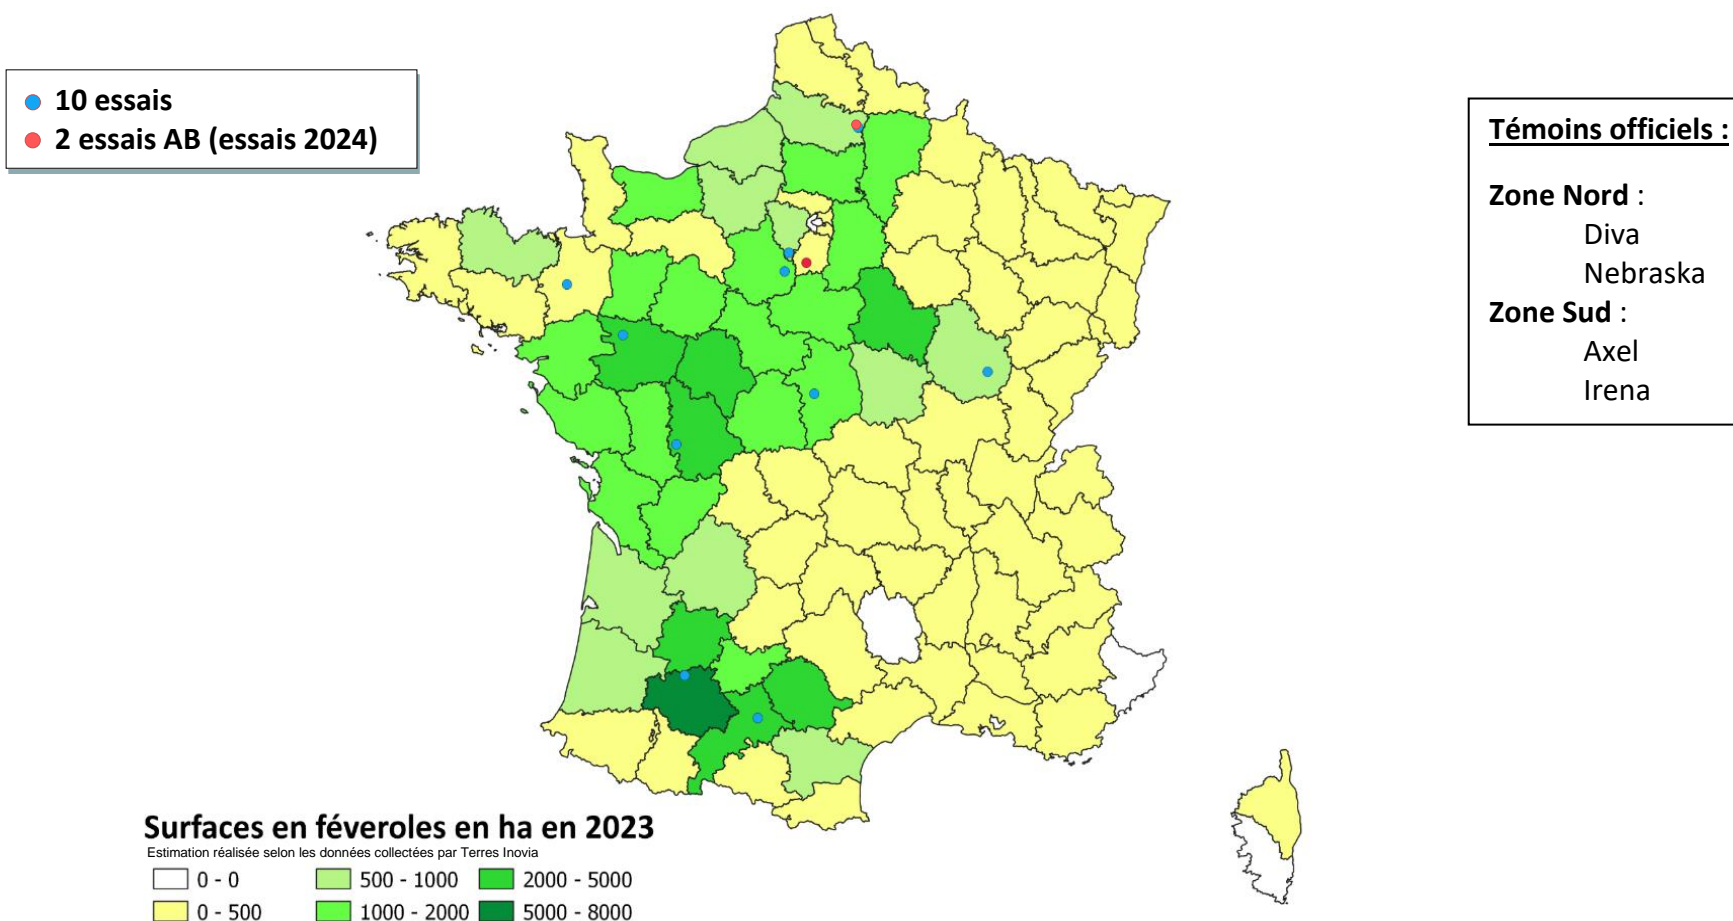 10 essais
2 essais AB (essais 2024)
Témoins officiels :
Zone Nord :
Diva
Nebraska
Zone Sud :
Axel
Irena
Surfaces en féveroles en ha en 2023
Estimation réalisée selon les données collectées par Terres Inovia
0 - 0
500 - 1000
2000 - 5000
0 - 500
1000 - 2000
5000 - 8000